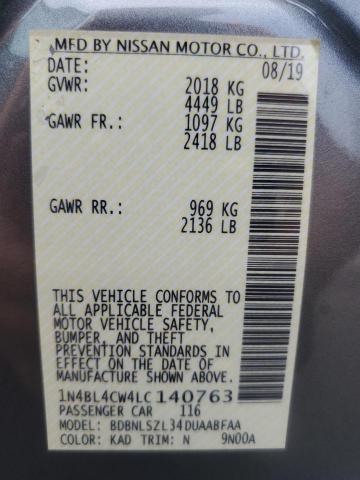 MFD BY NISSAN MOTOR CO., LTD.
DATE: 08/19
GVWR: 2018 KG
4449 LB
GAWR FR.: 1097 KG
2418 LB
GAWR RR.: 969 KG
2136 LB
THIS VEHICLE CONFORMS TO
ALL APPLICABLE FEDERAL
MOTOR VEHICLE SAFETY,
BUMPER, AND THEFT
PREVENTION STANDARDS IN
EFFECT ON THE DATE OF
MANUFACTURE SHOWN ABOVE.
1N4BL4CW4LC140763
PASSENGER CAR 116
MODEL: BDBNLSZL34DUAABFAA
COLOR: KAD TRIM: N 9N00A